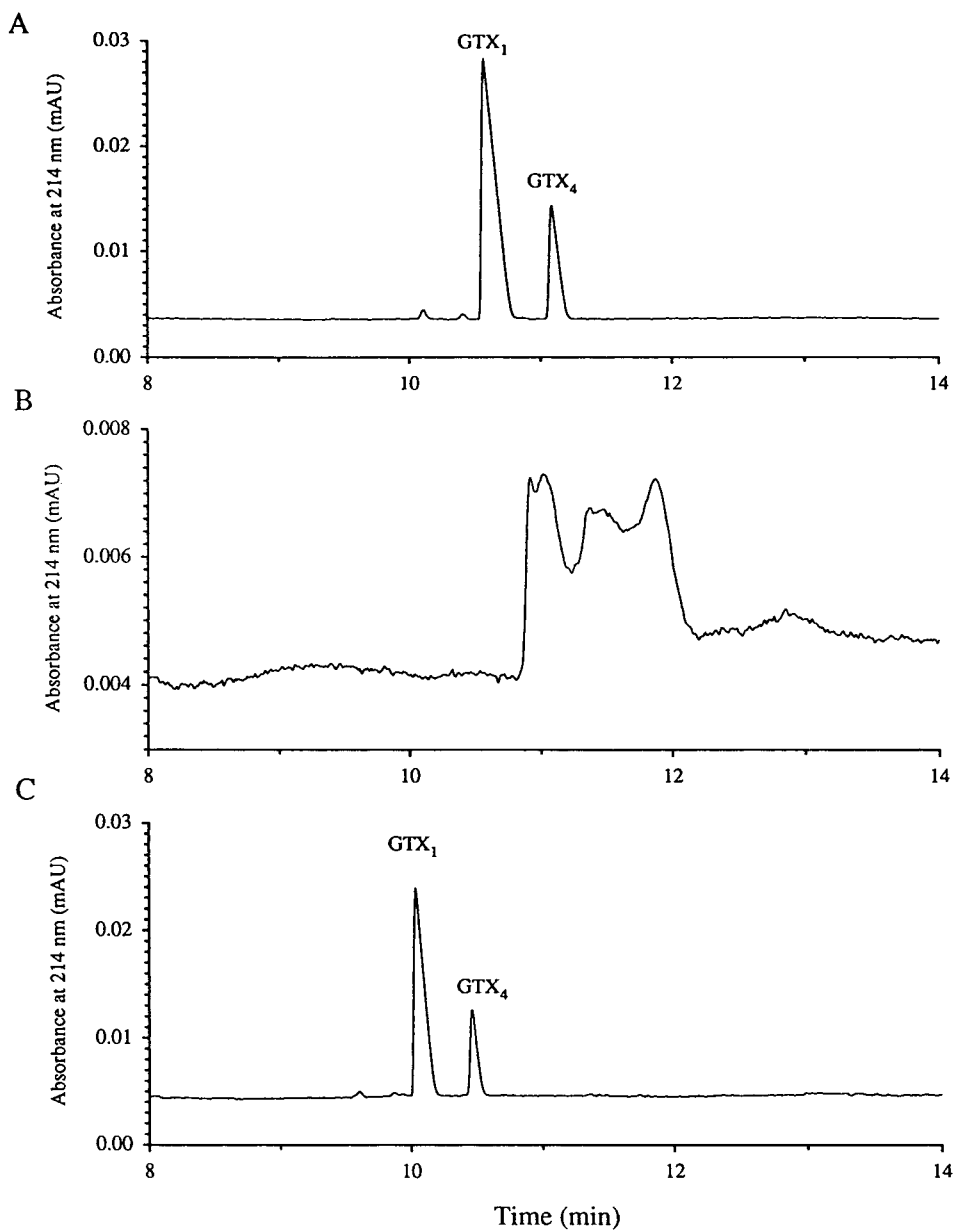 A
Absorbance at 214 nm (mAU)
0.03
0.02
0.01
0.00
GTX₁
GTX₄
8 10 12 14
B
Absorbance at 214 nm (mAU)
0.008
0.006
0.004
8 10 12 14
C
Absorbance at 214 nm (mAU)
0.03
0.02
0.01
0.00
GTX₁
GTX₄
8 10 12 14
Time (min)